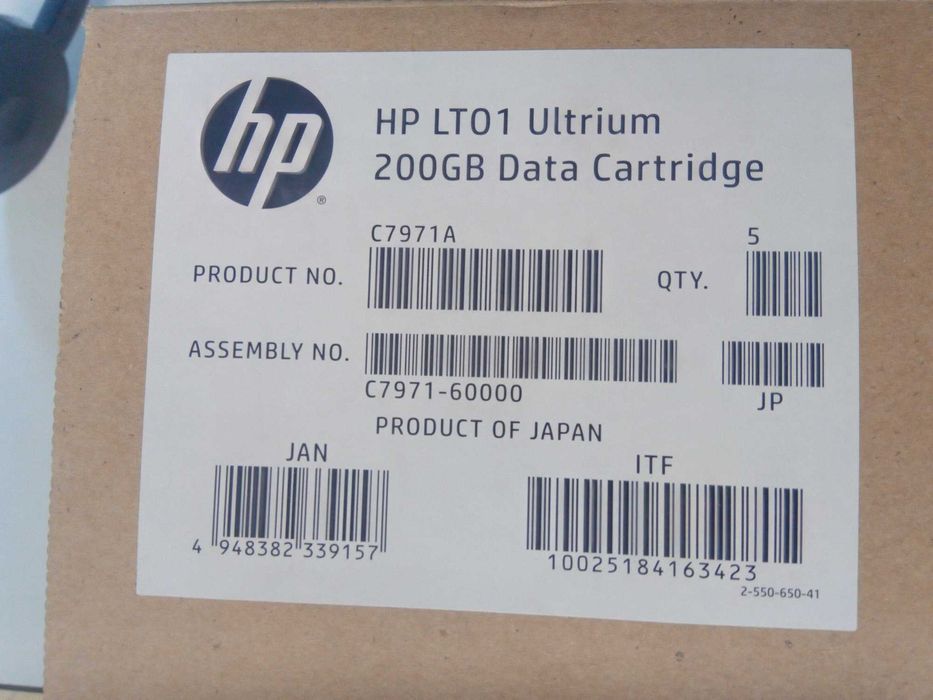 hp
®
HP LTO1 Ultrium
200GB Data Cartridge
C7971A
5
PRODUCT NO.
QTY.
ASSEMBLY NO.
C7971-60000
JP
PRODUCT OF JAPAN
JAN
ITF
4 948382 339157
10025184163423
2-550-650-41